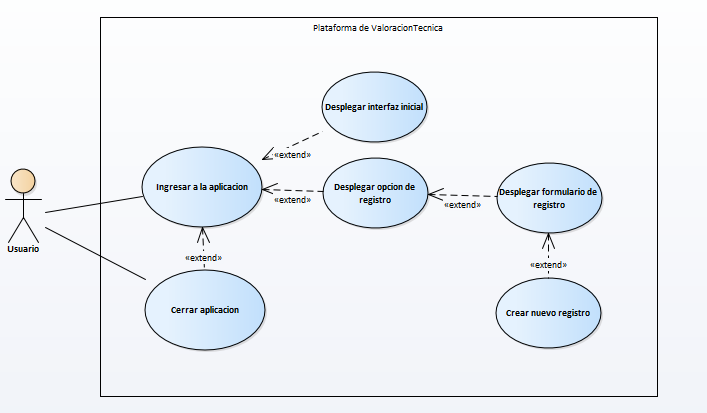 Plataforma de ValoracionTecnica
Desplegar interfaz inicial
«extend»
Ingresar a la aplicacion
Desplegar opcion de
registro
«extend»
Desplegar formulario de
registro
«extend»
Usuario
«extend»
«extend»
Cerrar aplicacion
Crear nuevo registro